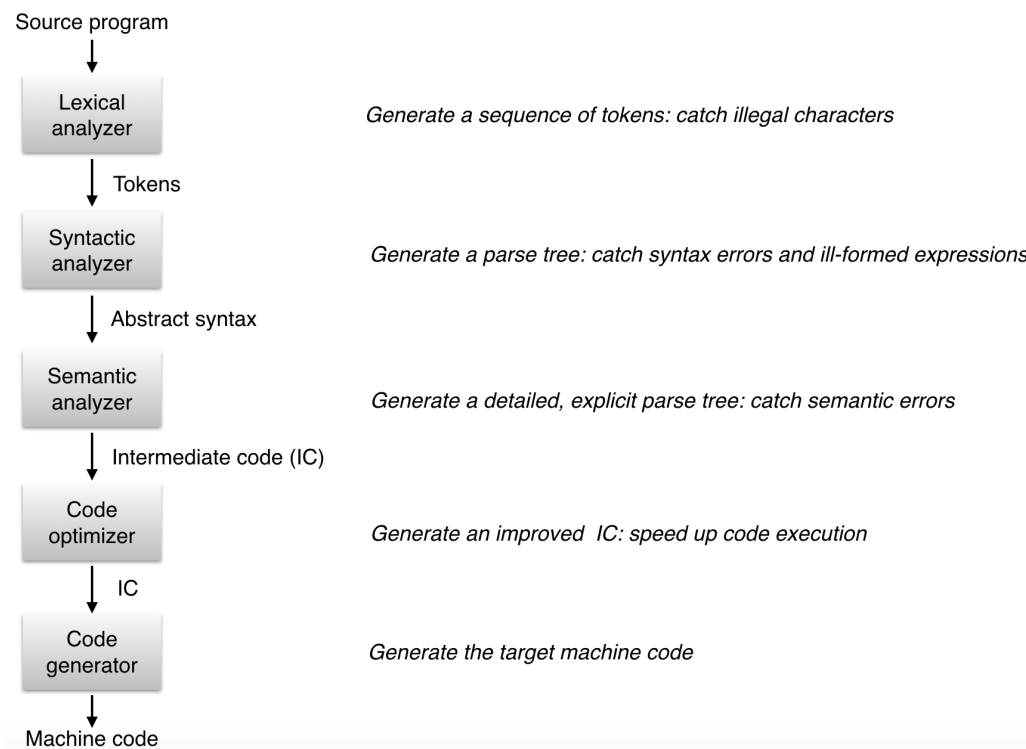 Source program
Lexical
analyzer
Generate a sequence of tokens: catch illegal characters
Tokens
Syntactic
analyzer
Generate a parse tree: catch syntax errors and ill-formed expressions
Abstract syntax
Semantic
analyzer
Generate a detailed, explicit parse tree: catch semantic errors
Intermediate code (IC)
Code
optimizer
Generate an improved  IC: speed up code execution
IC
Code
generator
Generate the target machine code
Machine code